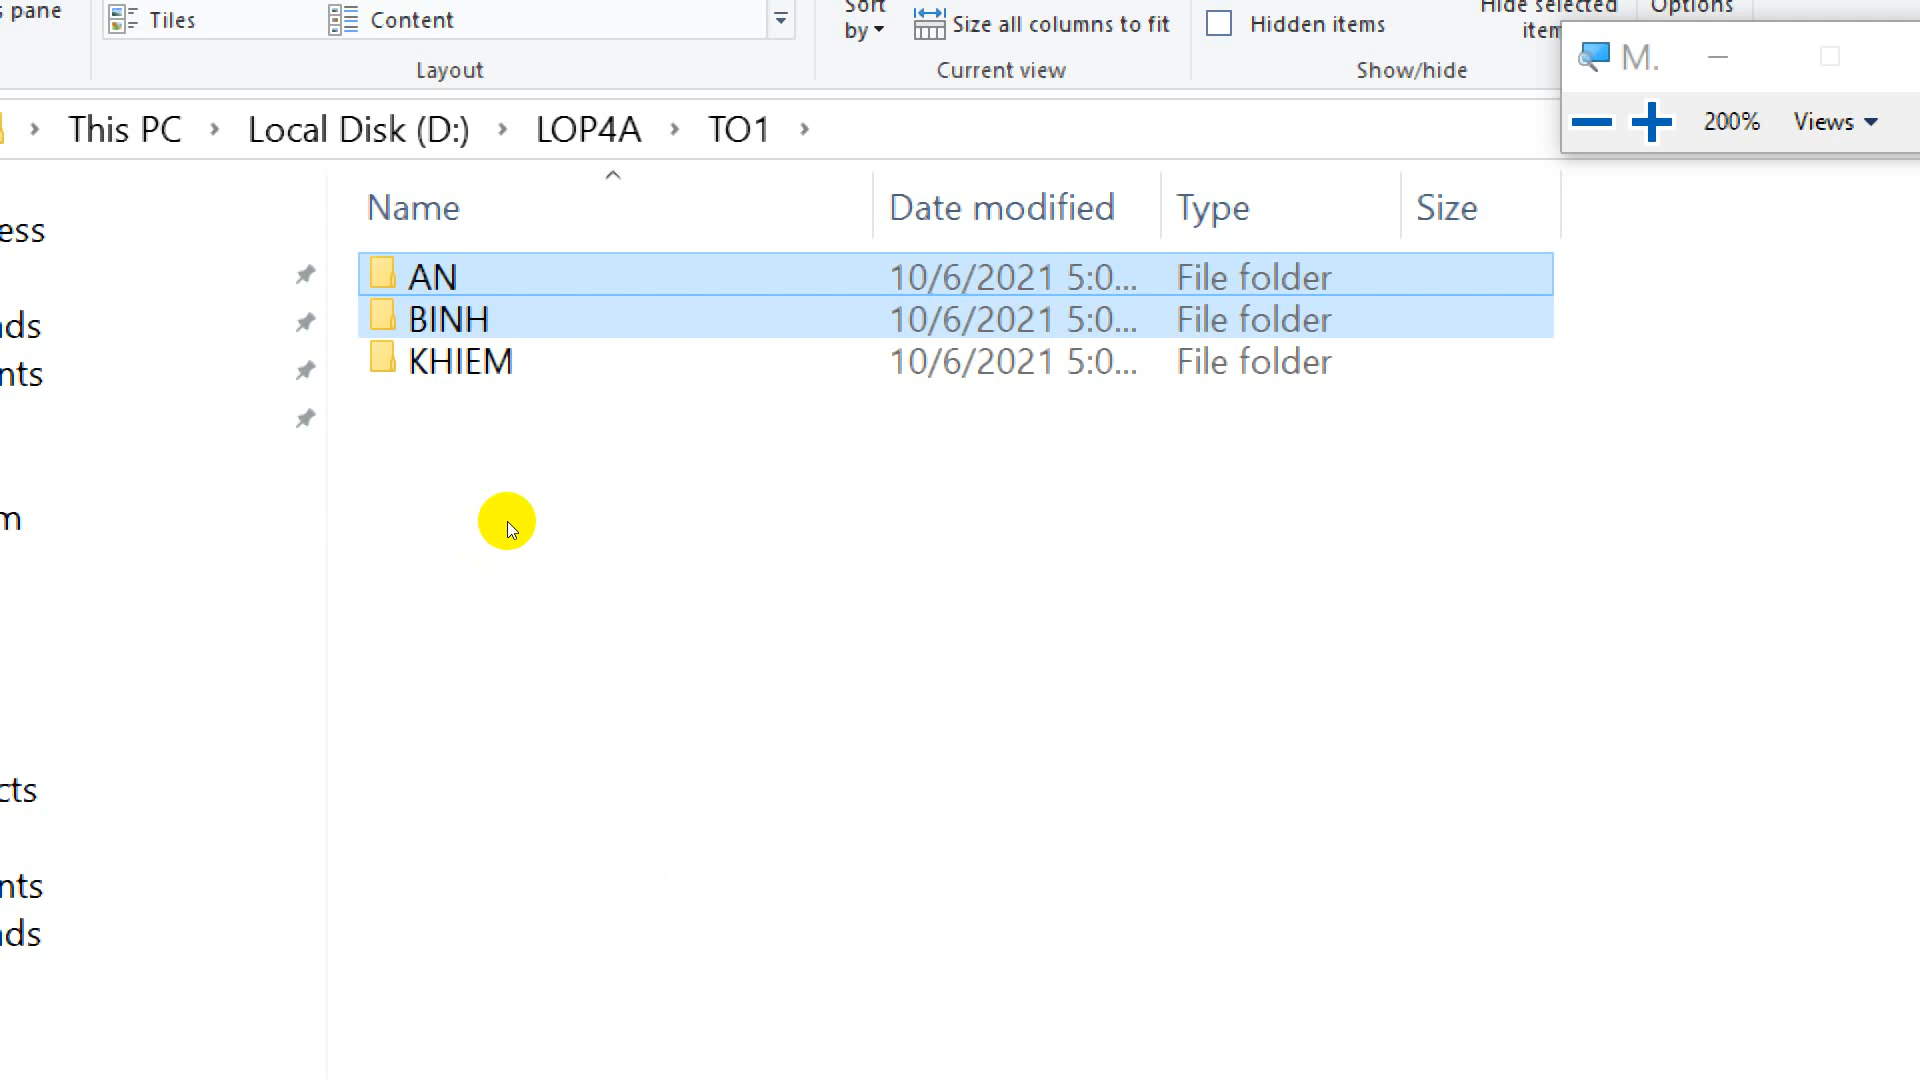 s pane
Tiles
Content
Layout
Sort
by
Size all columns to fit
Current view
Hidden items
Hide selected
item
Show/hide
Options
M.
200%
Views
This PC
Local Disk (D:)
LOP4A
TO1
Name
Date modified
Type
Size
AN
10/6/2021 5:0...
File folder
BINH
10/6/2021 5:0...
File folder
KHIEM
10/6/2021 5:0...
File folder
ess
ds
nts
m
cts
nts
ds